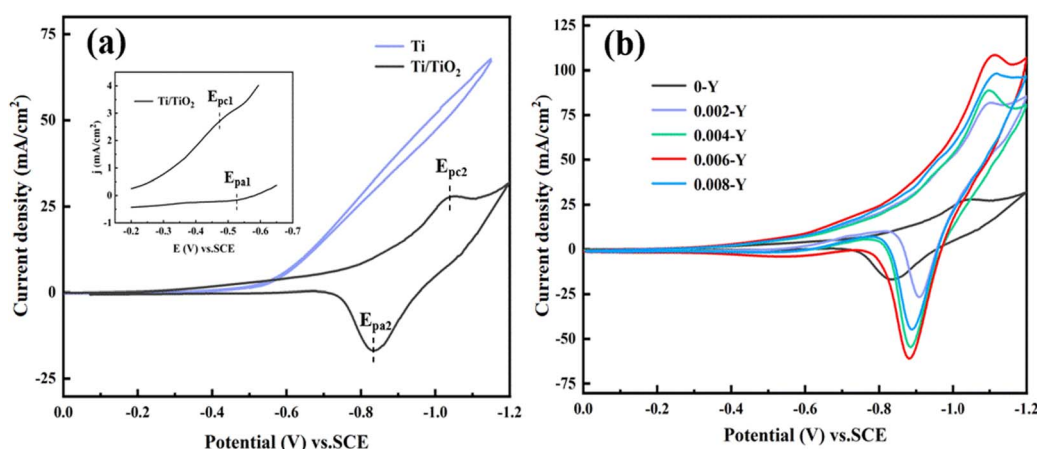 (a)
Ti
Ti/TiO2
Ti/TiO2
Epc1
Epa1
4
3
2
1
0
-1
-0.2 -0.3 -0.4 -0.5 -0.6 -0.7
j (mA/cm²)
E (V) vs.SCE
Epc2
Epa2
75
50
25
0
-25
0.0 -0.2 -0.4 -0.6 -0.8 -1.0 -1.2
Current density (mA/cm²)
Potential (V) vs.SCE
(b)
0-Y
0.002-Y
0.004-Y
0.006-Y
0.008-Y
125
100
75
50
25
0
-25
-50
-75
0.0 -0.2 -0.4 -0.6 -0.8 -1.0 -1.2
Current density (mA/cm²)
Potential (V) vs.SCE